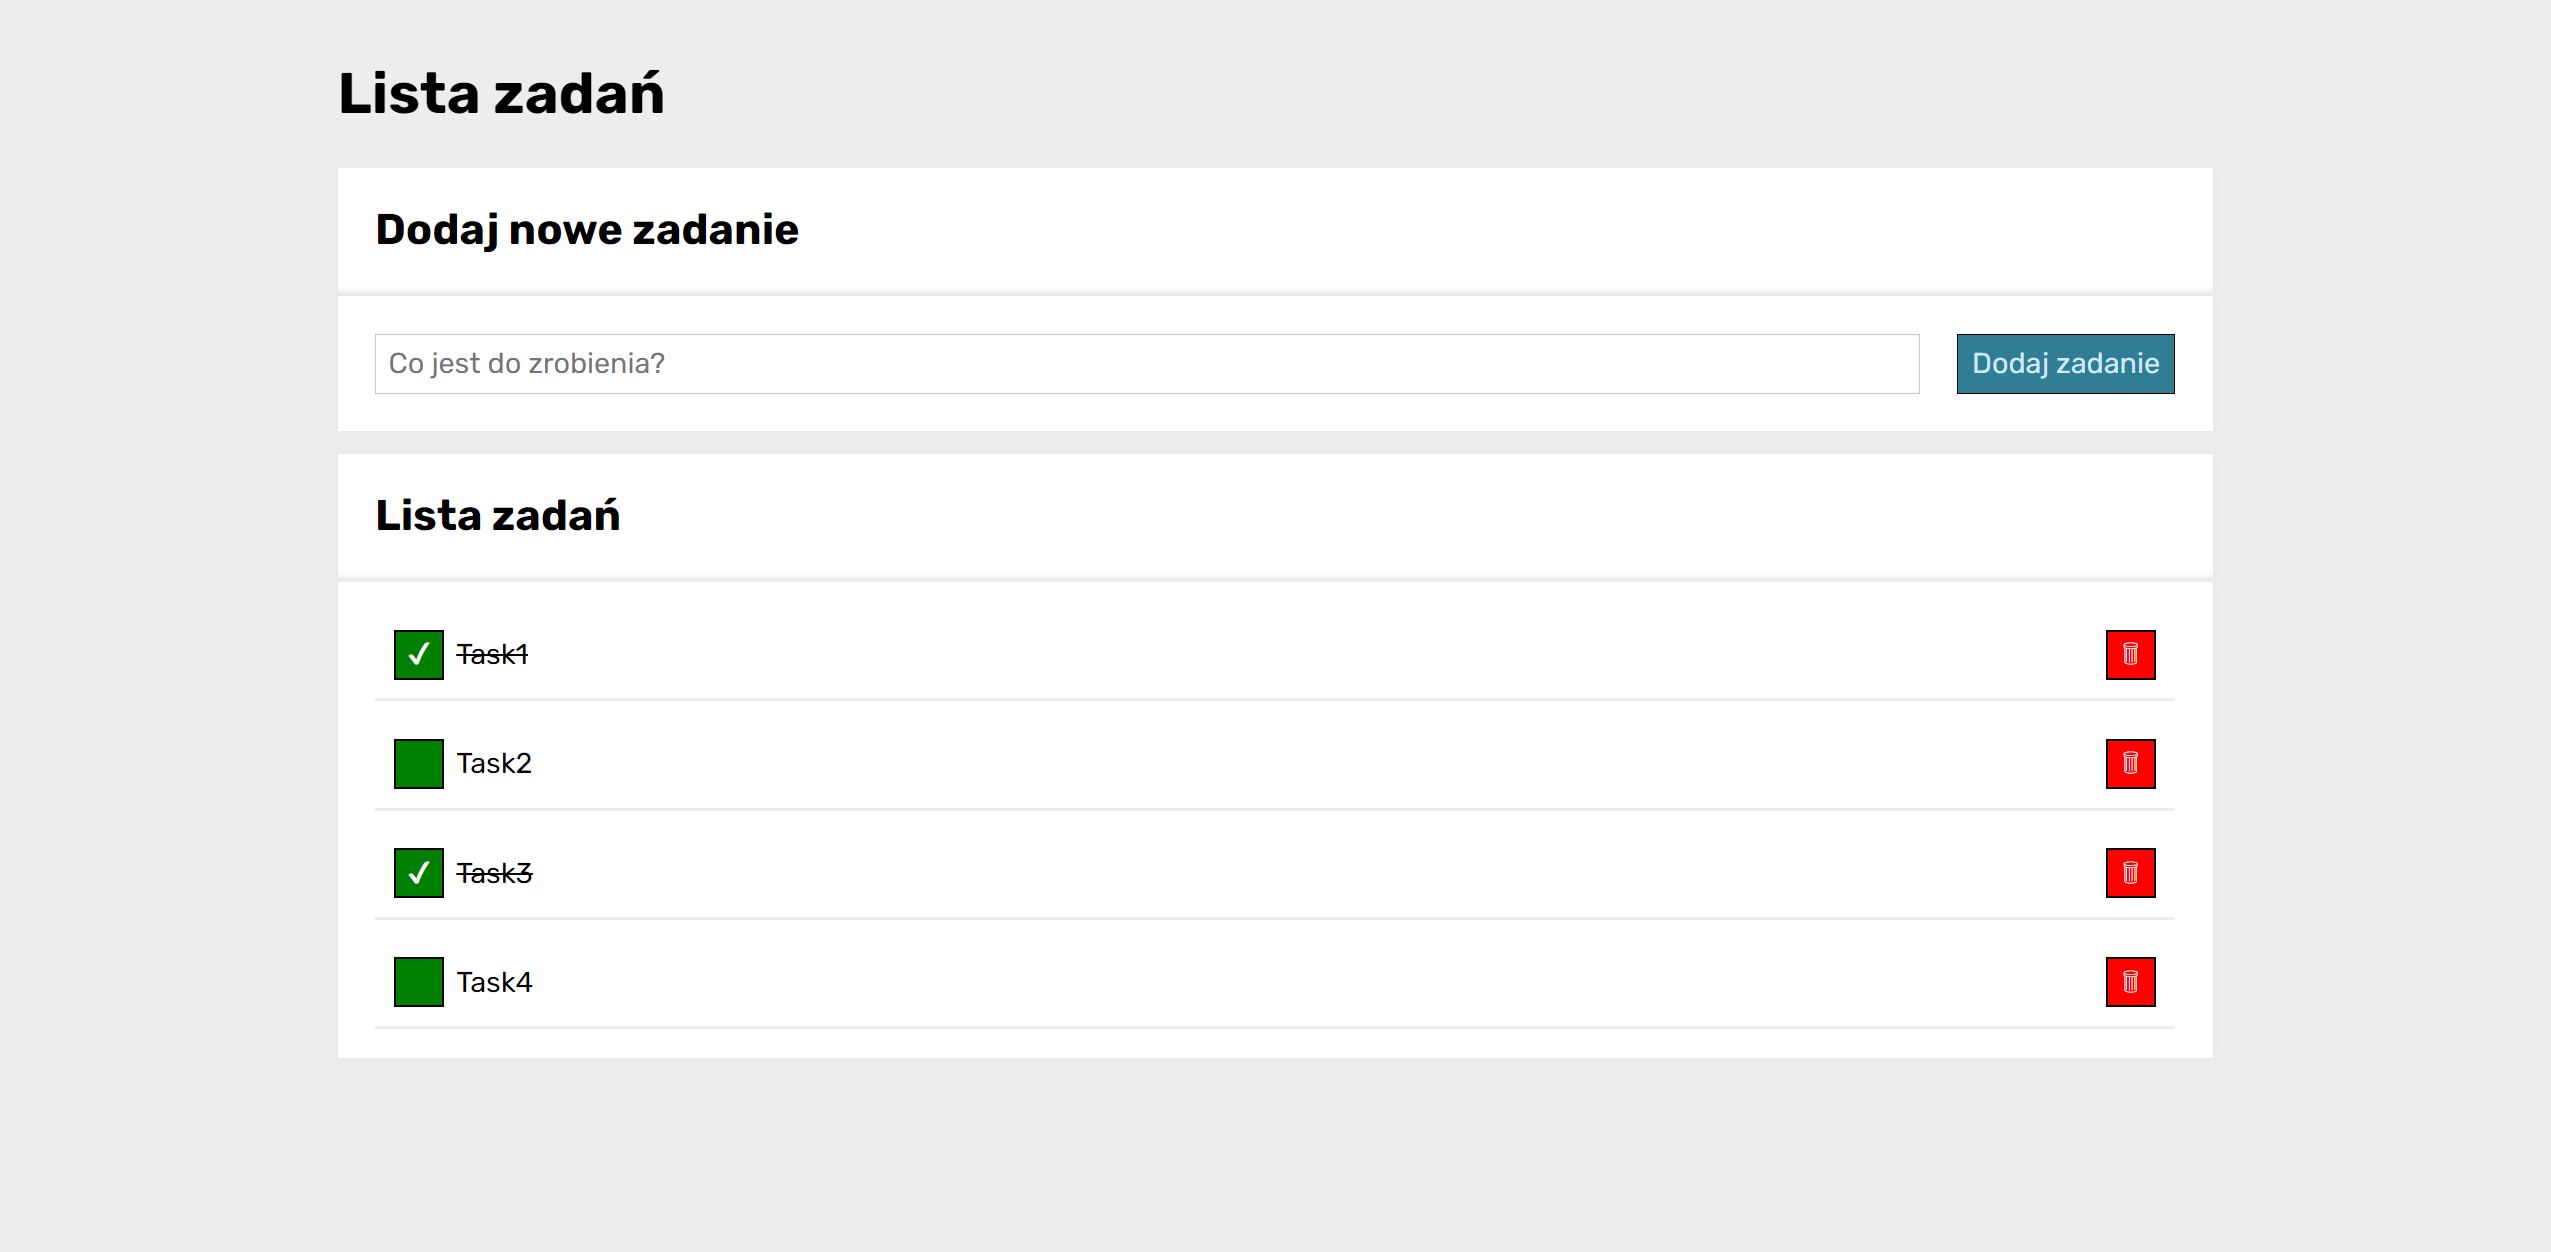 Lista zadań
Dodaj nowe zadanie
Co jest do zrobienia?
Dodaj zadanie
Lista zadań
✓ Task1
Task2
✓ Task3
Task4